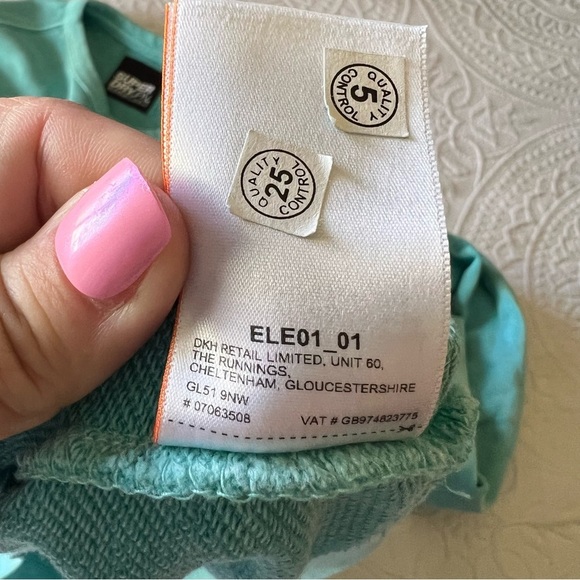 QUALITY
5
CONTROL
QUALITY
25
CONTROL
ELE01_01
DKH RETAIL LIMITED, UNIT 60,
THE RUNNINGS,
CHELTENHAM, GLOUCESTERSHIRE
GL51 9NW
# 07063508 VAT # GB974823775